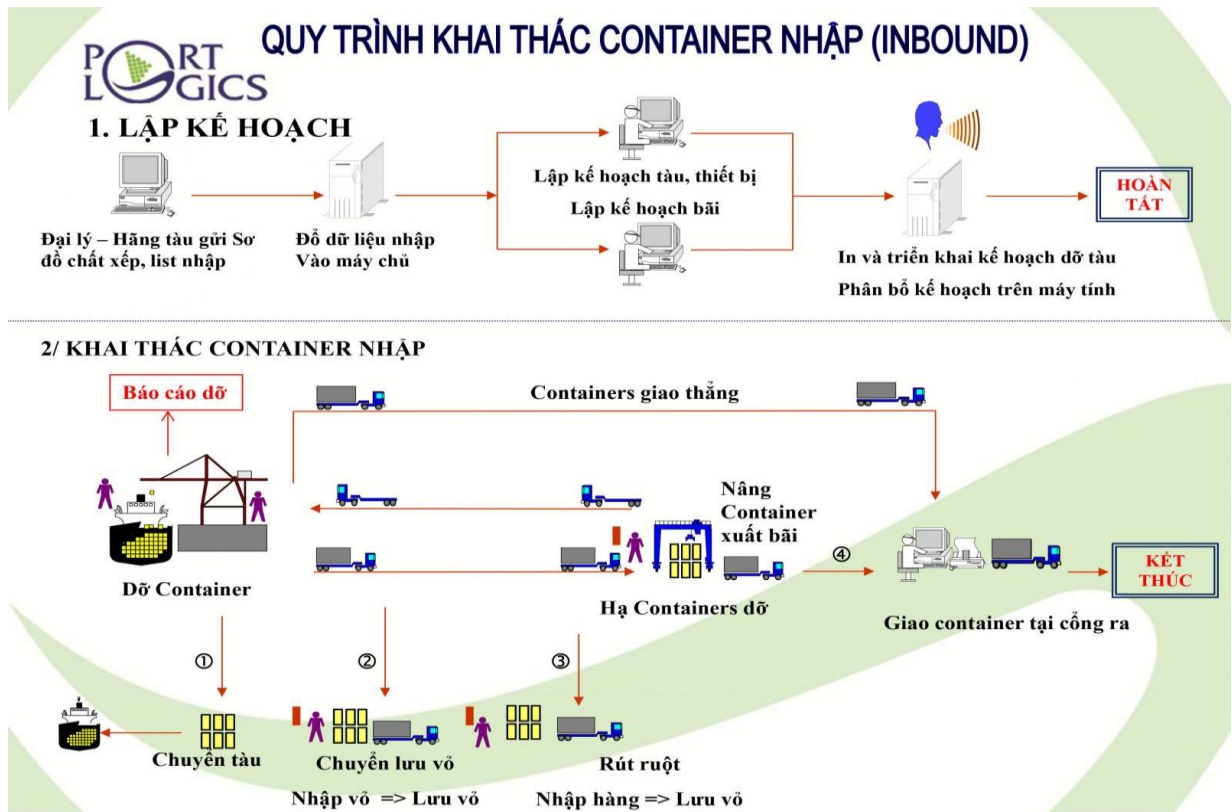 QUY TRÌNH KHAI THÁC CONTAINER NHẬP (INBOUND)
PORT
LOGICS
1. LẬP KẾ HOẠCH
Đại lý – Hãng tàu gửi Sơ
đồ chất xếp, list nhập
Đổ dữ liệu nhập
Vào máy chủ
Lập kế hoạch tàu, thiết bị
Lập kế hoạch bãi
In và triển khai kế hoạch dỡ tàu
Phân bổ kế hoạch trên máy tính
HOÀN
TẤT
2/ KHAI THÁC CONTAINER NHẬP
Báo cáo dỡ
Containers giao thẳng
Nâng
Container
xuất bãi
Dỡ Container
Hạ Containers dỡ
④
Giao container tại cổng ra
KẾT
THÚC
①
②
③
Chuyển tàu
Chuyển lưu vỏ
Nhập vỏ => Lưu vỏ
Rút ruột
Nhập hàng => Lưu vỏ